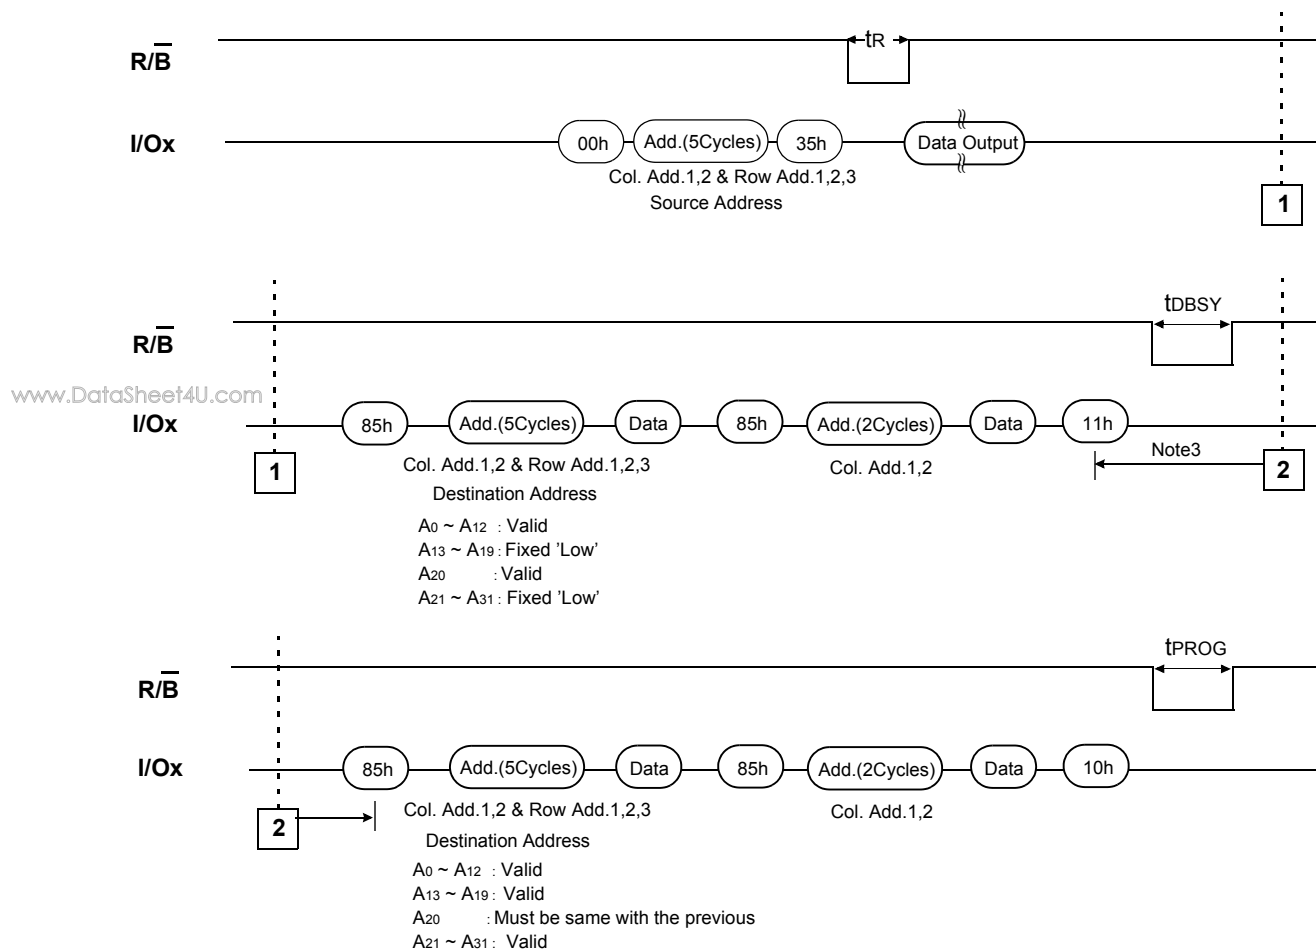 tR
R/B̅
I/Ox
00h Add.(5Cycles) 35h Data Output
Col. Add.1,2 & Row Add.1,2,3
Source Address
1
tDBSY
R/B̅
www.DataSheet4U.com
I/Ox
85h Add.(5Cycles) Data 85h Add.(2Cycles) Data 11h
Note3
1 Col. Add.1,2 & Row Add.1,2,3 Col. Add.1,2 2
Destination Address
A0 ~ A12 : Valid
A13 ~ A19 : Fixed 'Low'
A20 : Valid
A21 ~ A31 : Fixed 'Low'
tPROG
R/B̅
I/Ox
85h Add.(5Cycles) Data 85h Add.(2Cycles) Data 10h
2 Col. Add.1,2 & Row Add.1,2,3 Col. Add.1,2
Destination Address
A0 ~ A12 : Valid
A13 ~ A19 : Valid
A20 : Must be same with the previous
A21 ~ A31 : Valid